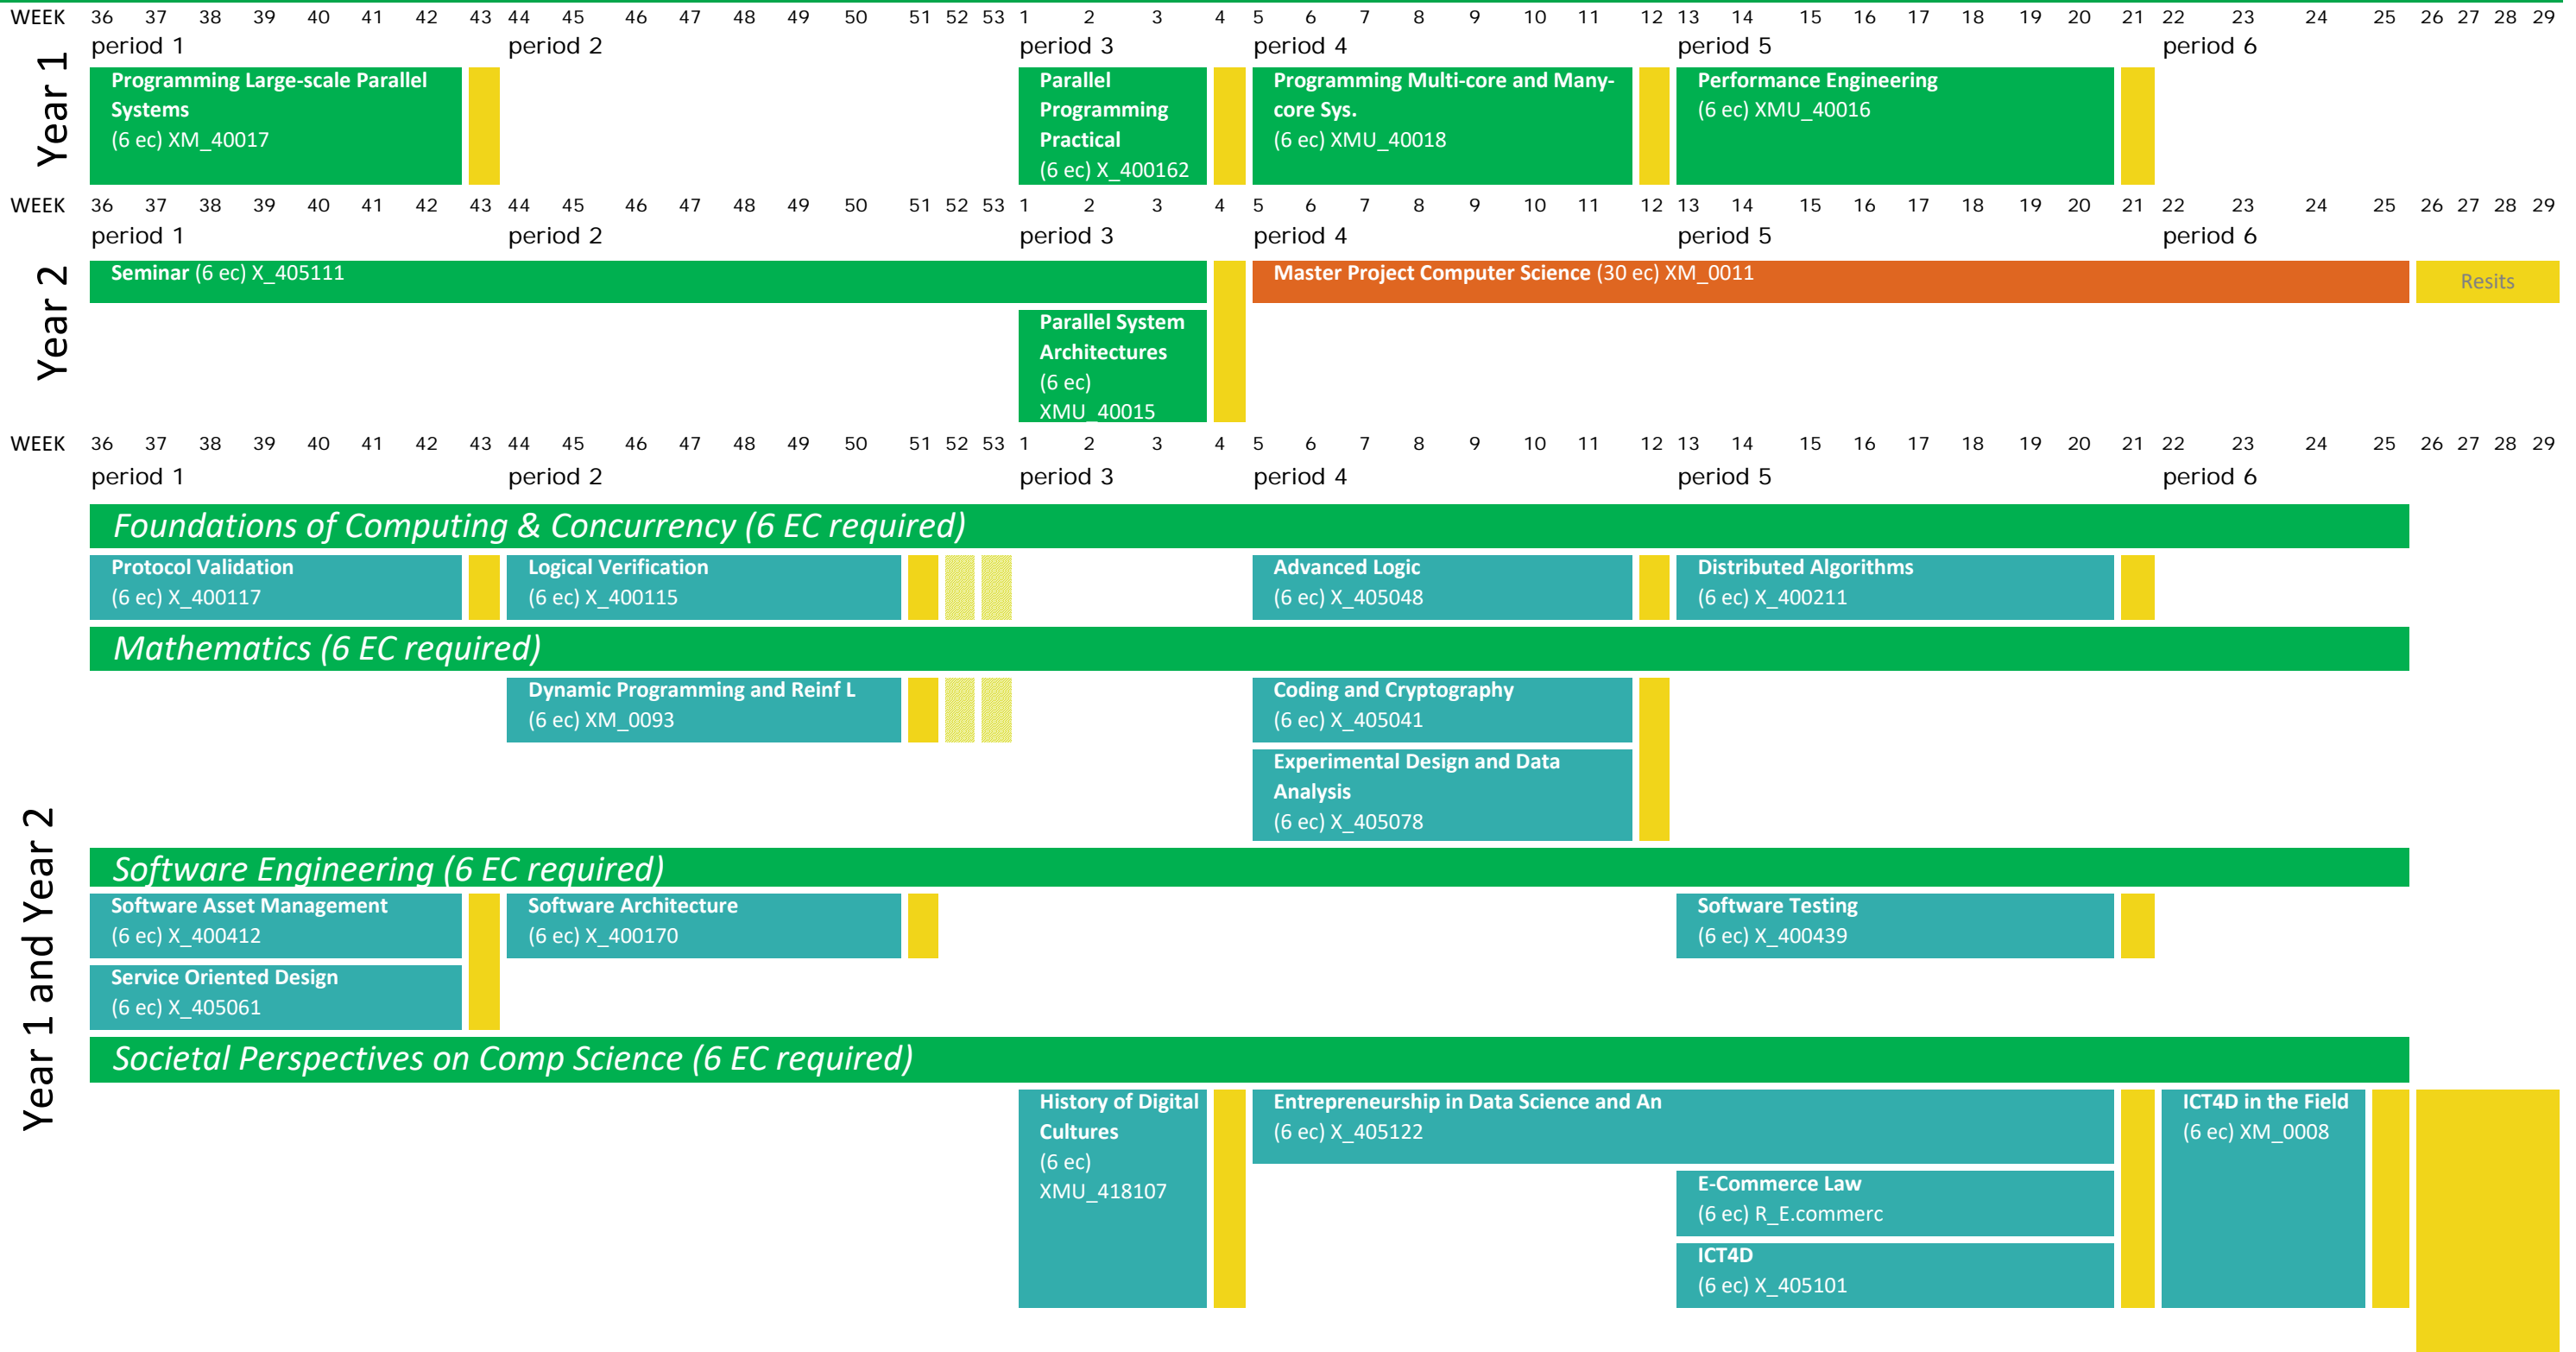 WEEK 36 37 38 39 40 41 42 43 44 45 46 47 48 49 50 51 52 53 1 2 3 4 5 6 7 8 9 10 11 12 13 14 15 16 17 18 19 20 21 22 23 24 25 26 27 28 29
period 1 period 2 period 3 period 4 period 5 period 6
Year 1
Programming Large-scale Parallel
Systems
(6 ec) XM_40017
Parallel
Programming
Practical
(6 ec) X_400162
Programming Multi-core and Many-
core Sys.
(6 ec) XMU_40018
Performance Engineering
(6 ec) XMU_40016
WEEK 36 37 38 39 40 41 42 43 44 45 46 47 48 49 50 51 52 53 1 2 3 4 5 6 7 8 9 10 11 12 13 14 15 16 17 18 19 20 21 22 23 24 25 26 27 28 29
period 1 period 2 period 3 period 4 period 5 period 6
Year 2
Seminar (6 ec) X_405111
Master Project Computer Science (30 ec) XM_0011
Resits
Parallel System
Architectures
(6 ec)
XMU_40015
WEEK 36 37 38 39 40 41 42 43 44 45 46 47 48 49 50 51 52 53 1 2 3 4 5 6 7 8 9 10 11 12 13 14 15 16 17 18 19 20 21 22 23 24 25 26 27 28 29
period 1 period 2 period 3 period 4 period 5 period 6
Year 1 and Year 2
Foundations of Computing & Concurrency (6 EC required)
Protocol Validation
(6 ec) X_400117
Logical Verification
(6 ec) X_400115
Advanced Logic
(6 ec) X_405048
Distributed Algorithms
(6 ec) X_400211
Mathematics (6 EC required)
Dynamic Programming and Reinf L
(6 ec) XM_0093
Coding and Cryptography
(6 ec) X_405041
Experimental Design and Data
Analysis
(6 ec) X_405078
Software Engineering (6 EC required)
Software Asset Management
(6 ec) X_400412
Software Architecture
(6 ec) X_400170
Software Testing
(6 ec) X_400439
Service Oriented Design
(6 ec) X_405061
Societal Perspectives on Comp Science (6 EC required)
History of Digital
Cultures
(6 ec)
XMU_418107
Entrepreneurship in Data Science and An
(6 ec) X_405122
ICT4D in the Field
(6 ec) XM_0008
E-Commerce Law
(6 ec) R_E.commerc
ICT4D
(6 ec) X_405101